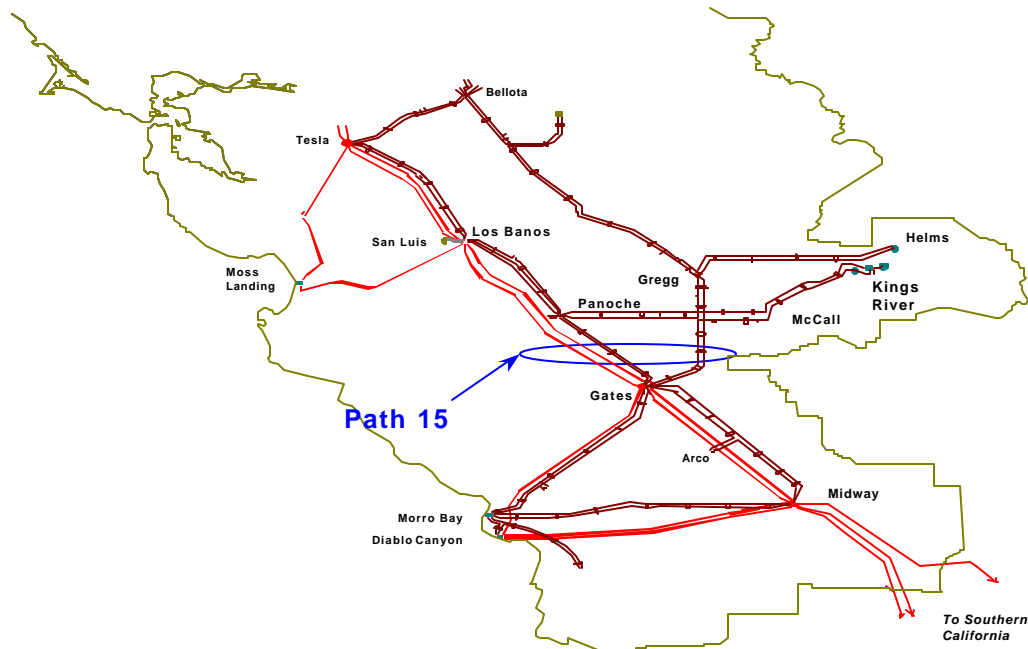 Bellota
Tesla
Los Banos
San Luis
Helms
Moss
Landing
Gregg
Kings
River
Panoche
McCall
Gates
Path 15
Arco
Midway
Morro Bay
Diablo Canyon
To Southern
California